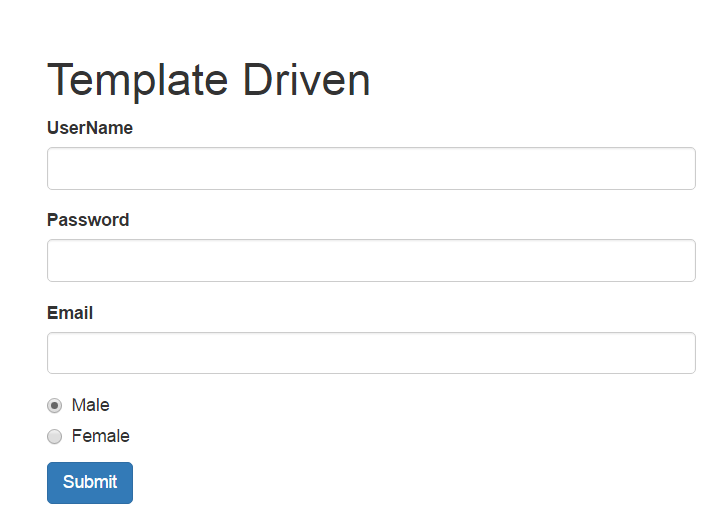 Template Driven
UserName
Password
Email
Male
Female
Submit